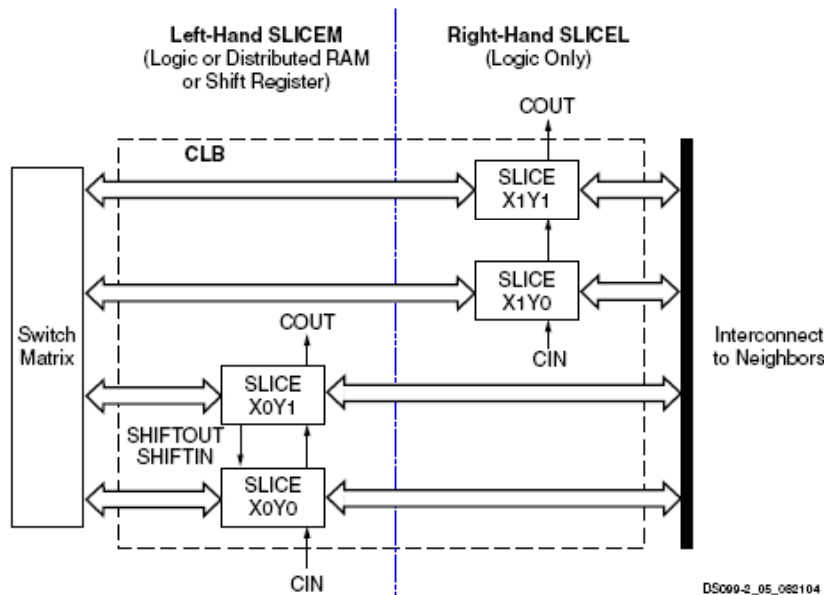 Left-Hand SLICEM
(Logic or Distributed RAM
or Shift Register)
Right-Hand SLICEL
(Logic Only)
COUT
CLB
SLICE
X1Y1
SLICE
X1Y0
COUT
CIN
Switch
Matrix
Interconnect
to Neighbors
SLICE
X0Y1
SHIFTOUT
SHIFTIN
SLICE
X0Y0
CIN
DS099-2_05_082104